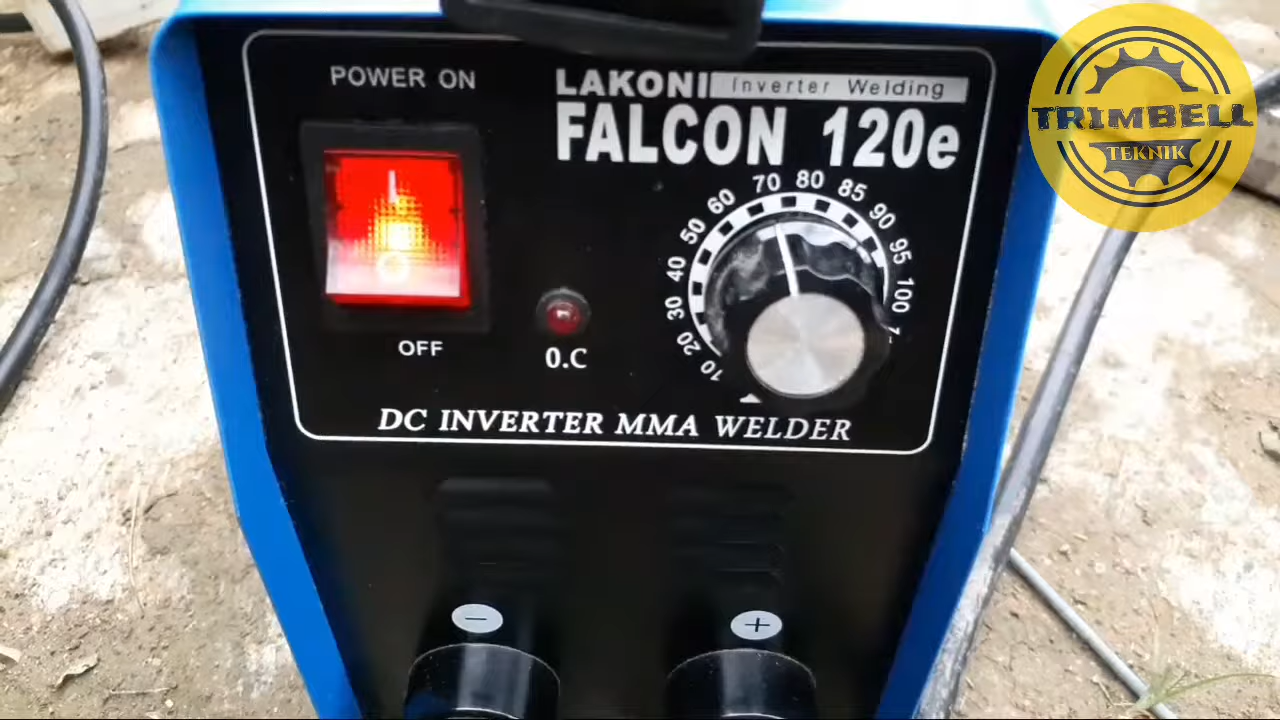 POWER ON
OFF
LAKONI Inverter Welding
FALCON 120e
10 20 30 40 50 60 70 80 85 90 95 100
0.C
DC INVERTER MMA WELDER
−
+
TRIMBELL
TEKNIK